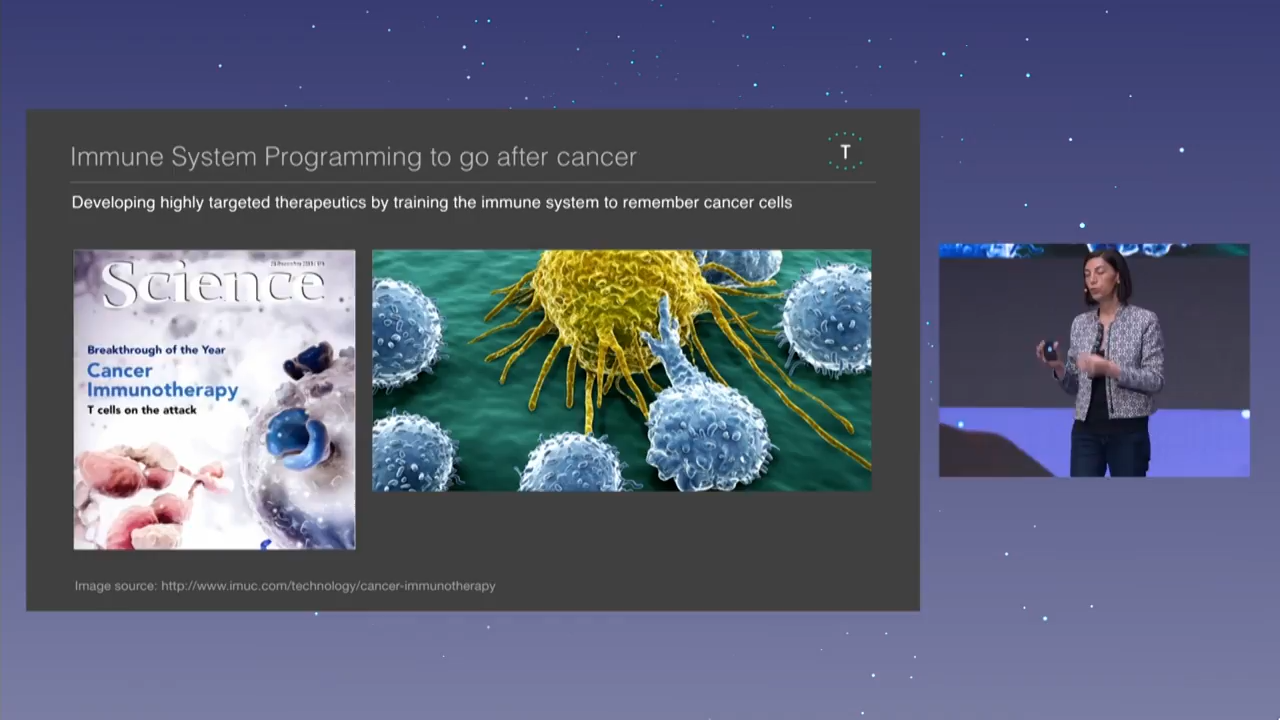 Immune System Programming to go after cancer
T
Developing highly targeted therapeutics by training the immune system to remember cancer cells
Science
Breakthrough of the Year
Cancer
Immunotherapy
T cells on the attack
Image source: http://www.imuc.com/technology/cancer-immunotherapy